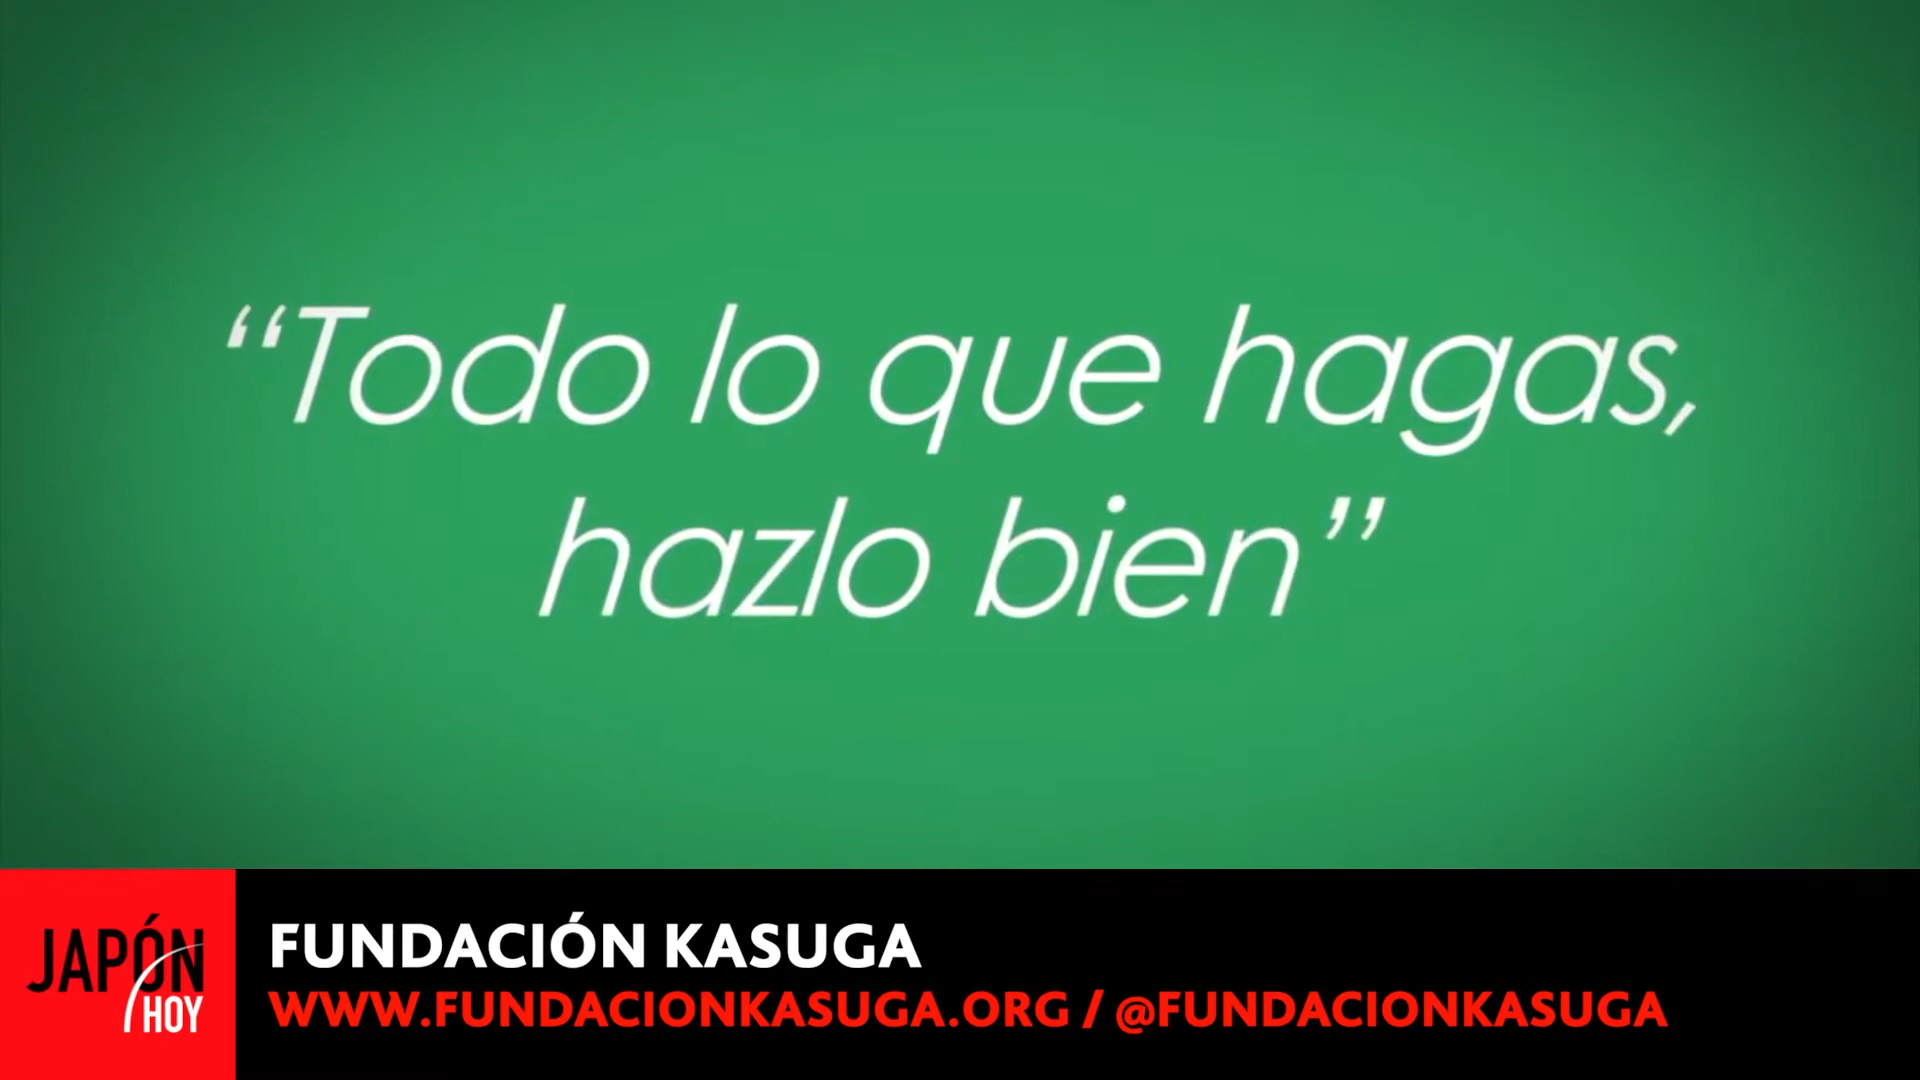 “Todo lo que hagas,
hazlo bien”
JAPÓN
HOY
FUNDACIÓN KASUGA
WWW.FUNDACIONKASUGA.ORG / @FUNDACIONKASUGA